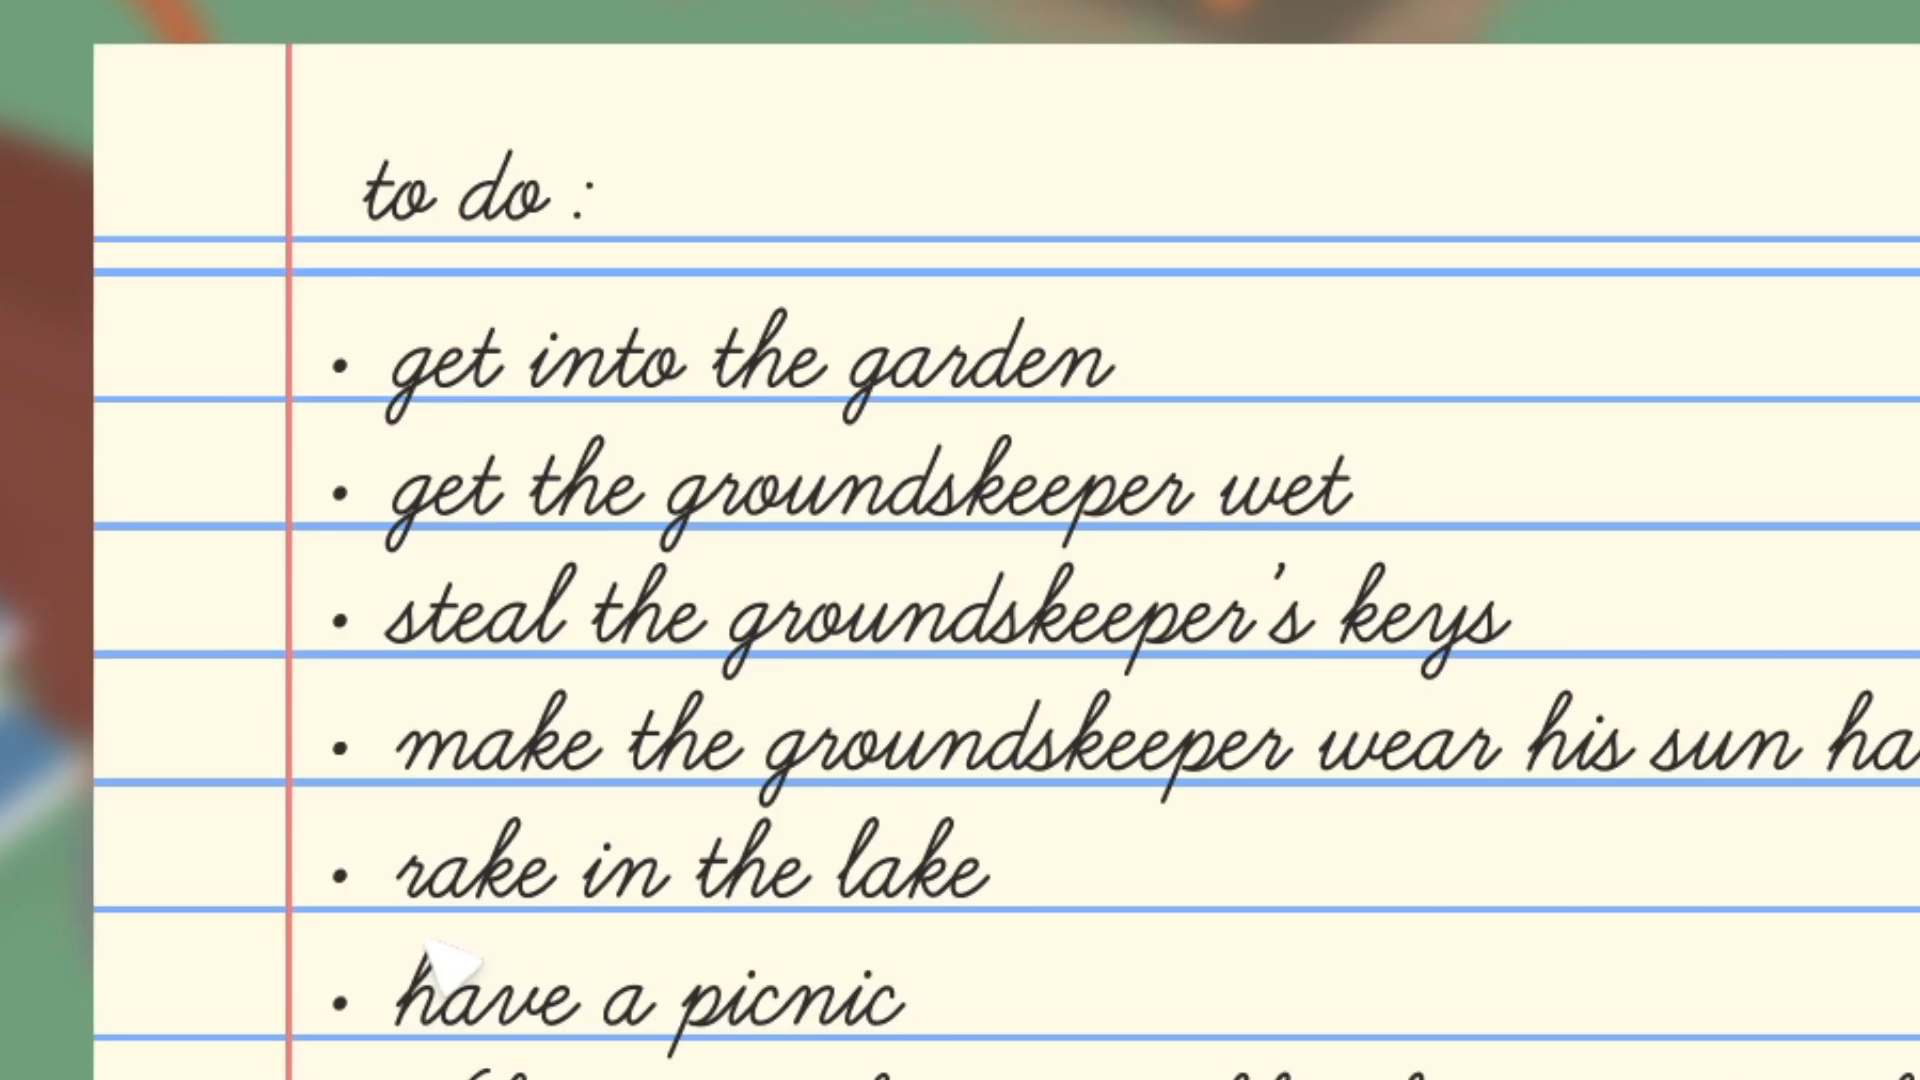 to do :
• get into the garden
• get the groundskeeper wet
• steal the groundskeeper's keys
• make the groundskeeper wear his sun ha
• rake in the lake
• have a picnic